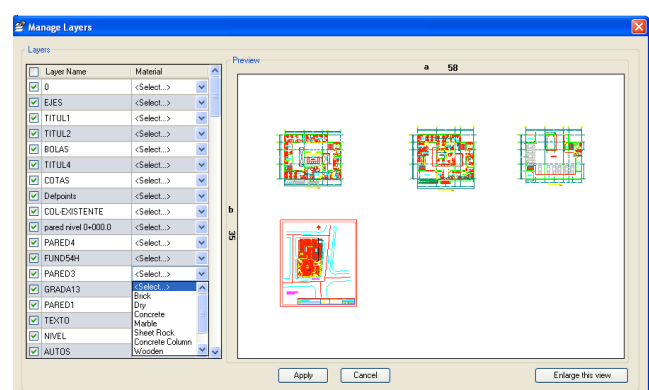 Manage Layers
Layers
Layer Name Material
0 <Select...>
EJES <Select...>
TITUL1 <Select...>
TITUL2 <Select...>
BOLAS <Select...>
TITUL4 <Select...>
COTAS <Select...>
Defpoints <Select...>
COL-EXISTENTE <Select...>
pared nivel 0+000.0 <Select...>
PARED4 <Select...>
FUND54H <Select...>
PARED3 <Select...>
GRADA13 <Select...>
PARED1 Brick
Dry
TEXTO Concrete
Marble
NIVEL Sheet Rock
Concrete Column
AUTOS Wooden
Preview
a 58
b
35
Apply Cancel Enlarge this view